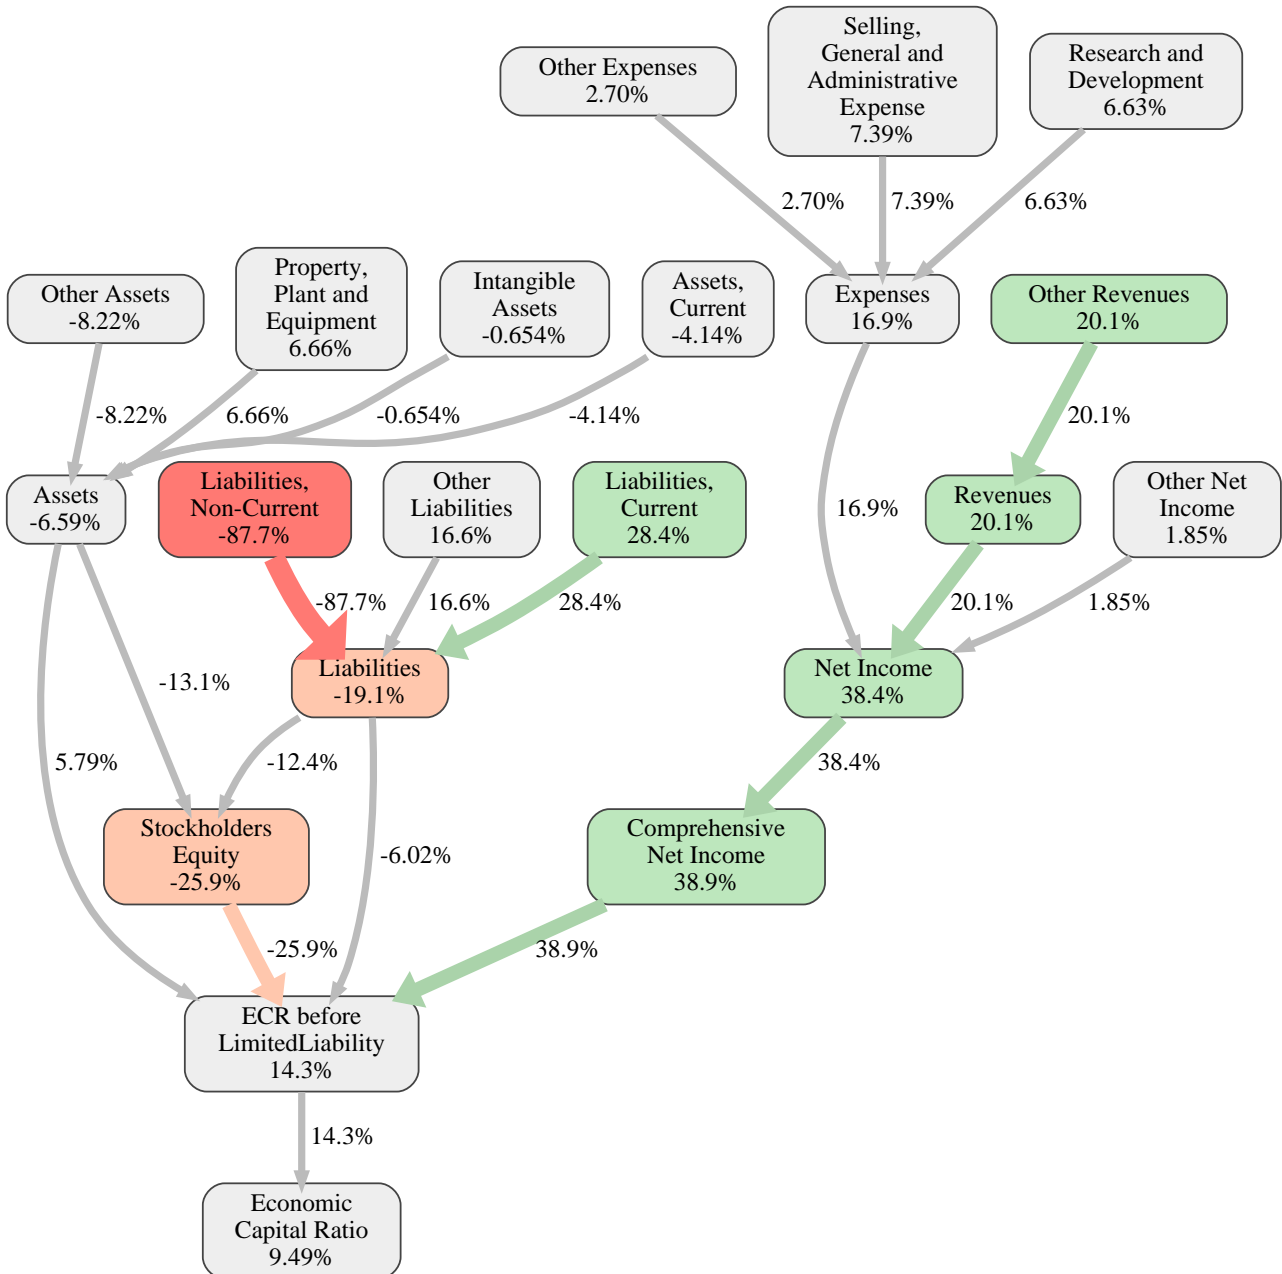 Selling,
General and
Administrative
Expense
7.39%
Other Expenses
2.70%
Research and
Development
6.63%
2.70%
7.39%
6.63%
Property,
Plant and
Equipment
6.66%
Other Assets
-8.22%
Intangible
Assets
-0.654%
Assets,
Current
-4.14%
Expenses
16.9%
Other Revenues
20.1%
-8.22%
6.66%
-0.654%
-4.14%
20.1%
Assets
-6.59%
Liabilities,
Non-Current
-87.7%
Other
Liabilities
16.6%
Liabilities,
Current
28.4%
16.9%
Revenues
20.1%
Other Net
Income
1.85%
-87.7%
16.6%
28.4%
20.1%
1.85%
-13.1%
Liabilities
-19.1%
Net Income
38.4%
5.79%
-12.4%
38.4%
Stockholders
Equity
-25.9%
-6.02%
Comprehensive
Net Income
38.9%
-25.9%
38.9%
ECR before
LimitedLiability
14.3%
14.3%
Economic
Capital Ratio
9.49%